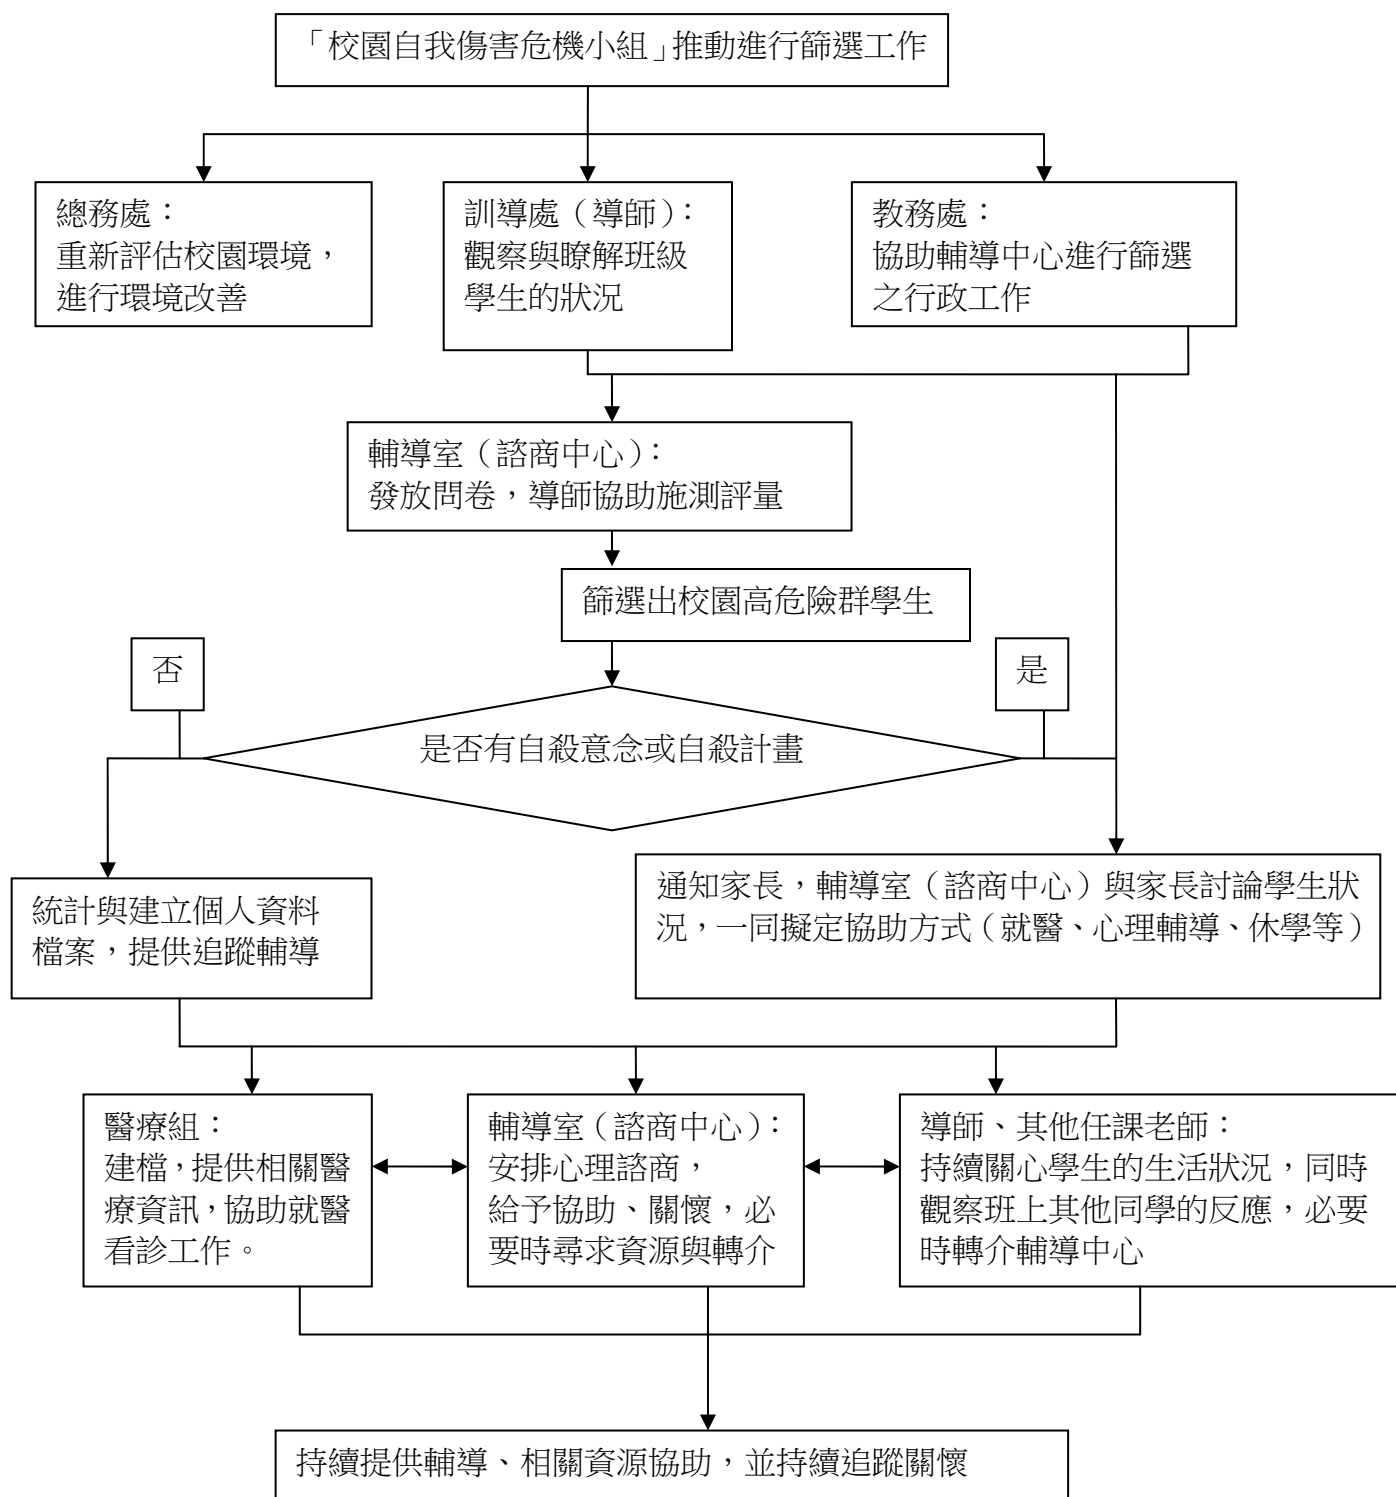 「校園自我傷害危機小組」推動進行篩選工作
總務處：
重新評估校園環境，
進行環境改善
訓導處（導師）：
觀察與瞭解班級
學生的狀況
教務處：
協助輔導中心進行篩選
之行政工作
輔導室（諮商中心）：
發放問卷，導師協助施測評量
篩選出校園高危險群學生
否
是
是否有自殺意念或自殺計畫
統計與建立個人資料
檔案，提供追蹤輔導
通知家長，輔導室（諮商中心）與家長討論學生狀
況，一同擬定協助方式（就醫、心理輔導、休學等）
醫療組：
建檔，提供相關醫
療資訊，協助就醫
看診工作。
輔導室（諮商中心）：
安排心理諮商，
給予協助、關懷，必
要時尋求資源與轉介
導師、其他任課老師：
持續關心學生的生活狀況，同時
觀察班上其他同學的反應，必要
時轉介輔導中心
持續提供輔導、相關資源協助，並持續追蹤關懷